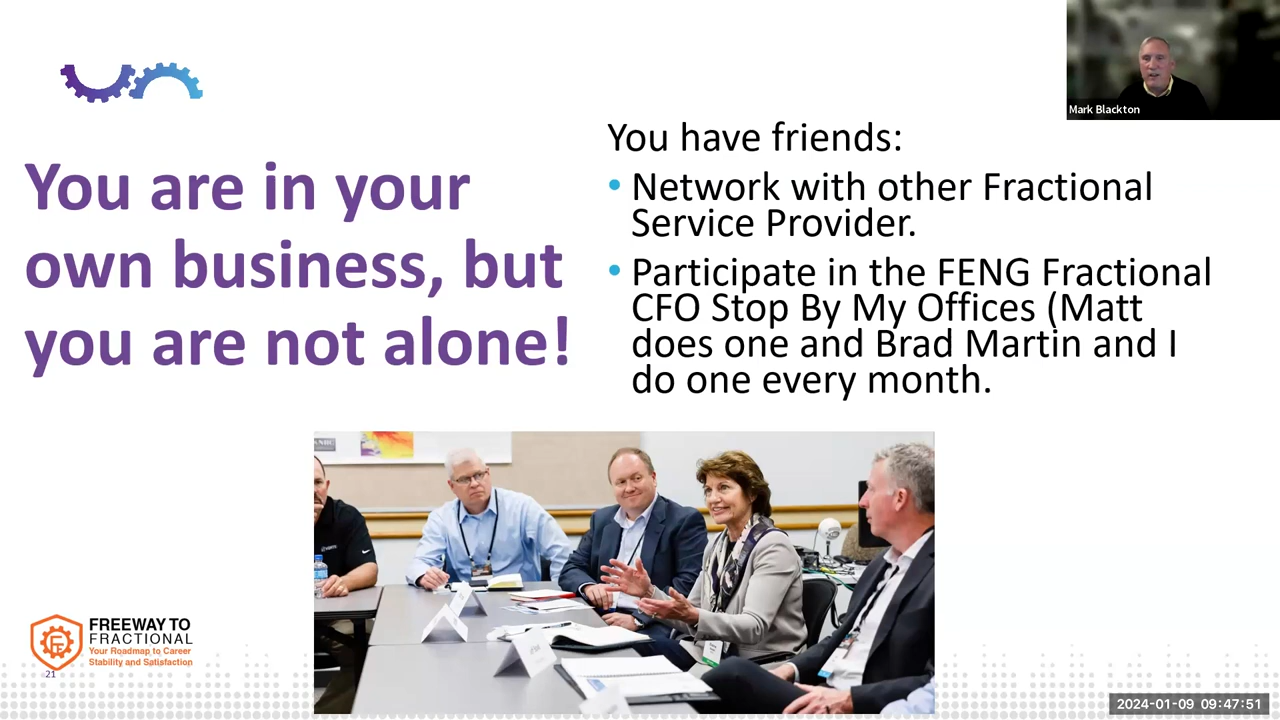 Mark Blackton
You are in your
own business, but
you are not alone!
You have friends:
• Network with other Fractional
Service Provider.
• Participate in the FENG Fractional
CFO Stop By My Offices (Matt
does one and Brad Martin and I
do one every month.
FREEWAY TO
FRACTIONAL
Your Roadmap to Career
Stability and Satisfaction
21
2024-01-09 09:47:51